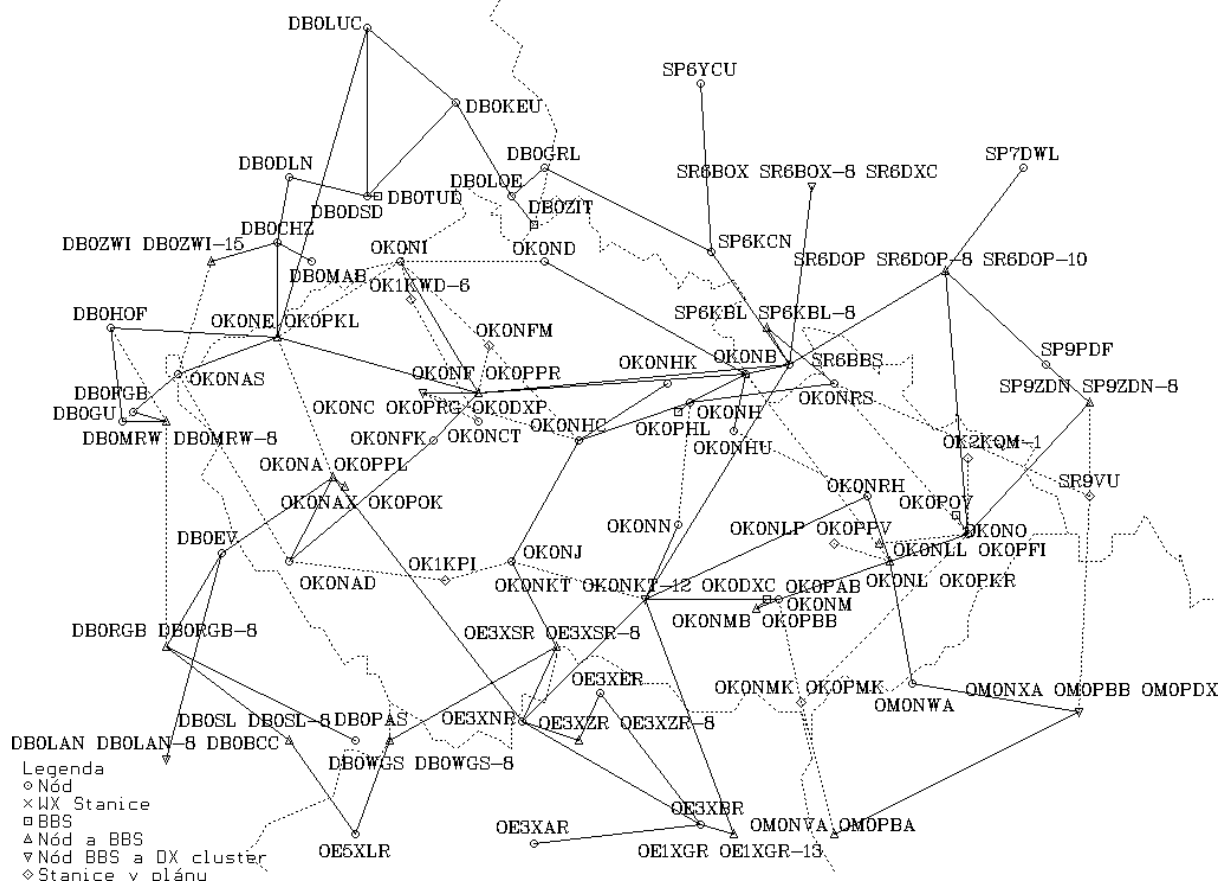 DB0LUC
SP6YCU
DB0KEU
DB0GRL
SP7DWL
DB0DLN
SR6BOX SR6BOX-8 SR6DXC
DB0LOE
DB0TUD
DB0DSD
DB0ZIT
DB0CHZ
DB0ZWI DB0ZWI-15
OK0NI
OK0ND
SP6KCN
SR6DOP SR6DOP-8 SR6DOP-10
DB0MAB
OK1KWD-6
DB0HOF
OK0NE OK0PKL
SP6KBL SP6KBL-8
OK0NFM
OK0NHK
OK0NB
SR6BBS
SP9PDF
OK0NF OK0PPR
OK0NAS
DB0FGB
SP9ZDN SP9ZDN-8
OK0NRS
DB0GU
OK0NC OK0PRG OK0DXP
OK0NH
OK0PHL
DB0MRW DB0MRW-8
OK0NFK
OK0NCT
OK0NHC
OK0NHU
OK2KQM-1
OK0NA OK0PPL
OK0NRH
SR9VU
OK0NAX OK0POK
OK0POV
OK0NN
OK0NLP OK0PPV
OK0NO
DB0EV
OK0NLL OK0PFI
OK1KPI
OK0NJ
OK0NAD
OK0NKT OK0NKT-12 OK0DXC
OK0PAB
OK0NL OK0PKR
OK0NM
OK0NMB OK0PBB
DB0RGB DB0RGB-8
OE3XSR OE3XSR-8
OE3XER
OK0NMK OK0PMK
OM0NXA OM0PBB OM0PDX
OM0NWA
DB0SL DB0SL-8
DB0PAS
OE3XNR
OE3XZR OE3XZR-8
DB0LAN DB0LAN-8 DB0BCC
DB0WGS DB0WGS-8
Legenda
Nód
WX Stanice
BBS
Nód a BBS
Nód BBS a DX cluster
Stanice v plánu
OE3XBR
OE3XAR
OM0NVA OM0PBA
OE5XLR
OE1XGR OE1XGR-13